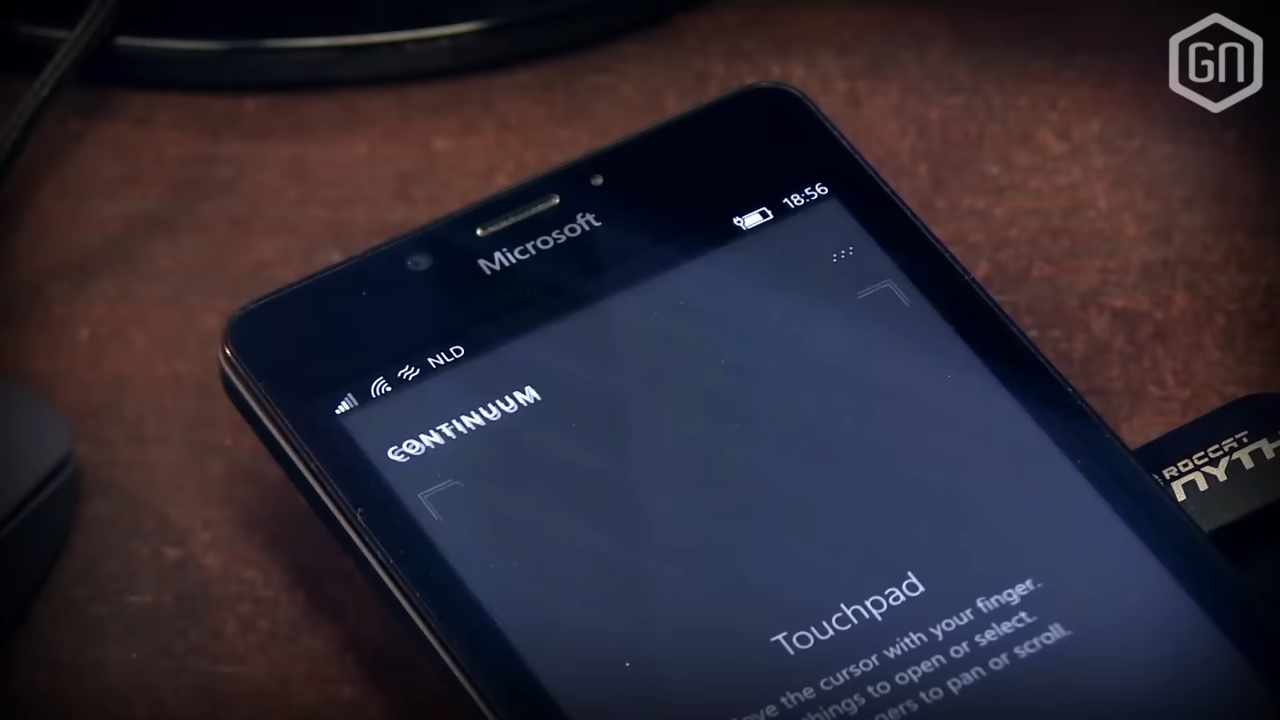 GN
Microsoft
18:56
NLD
CONTINUUM
Touchpad
the cursor with your finger.
things to open or select.
to pan or scroll.
ROCCAT